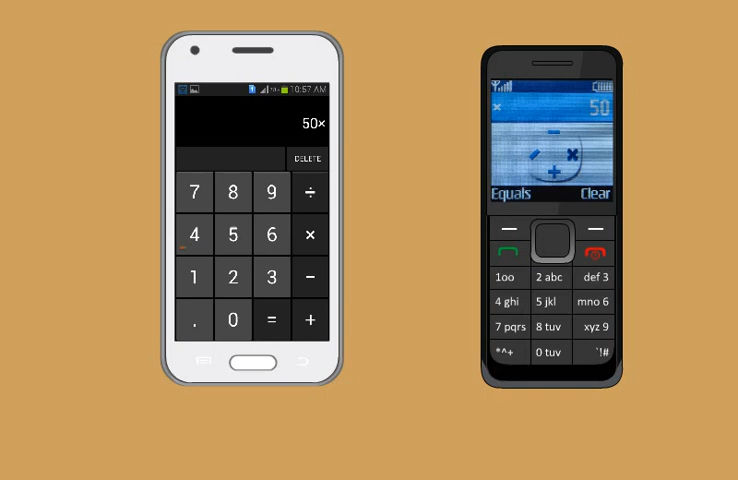 10:57 AM
50×
DELETE
7 8 9 ÷
4 5 6 ×
1 2 3 −
. 0 = +
× 50
− ÷ × +
Equals Clear
1oo 2 abc def 3
4 ghi 5 jkl mno 6
7 pqrs 8 tuv xyz 9
*^+ 0 tuv `!#